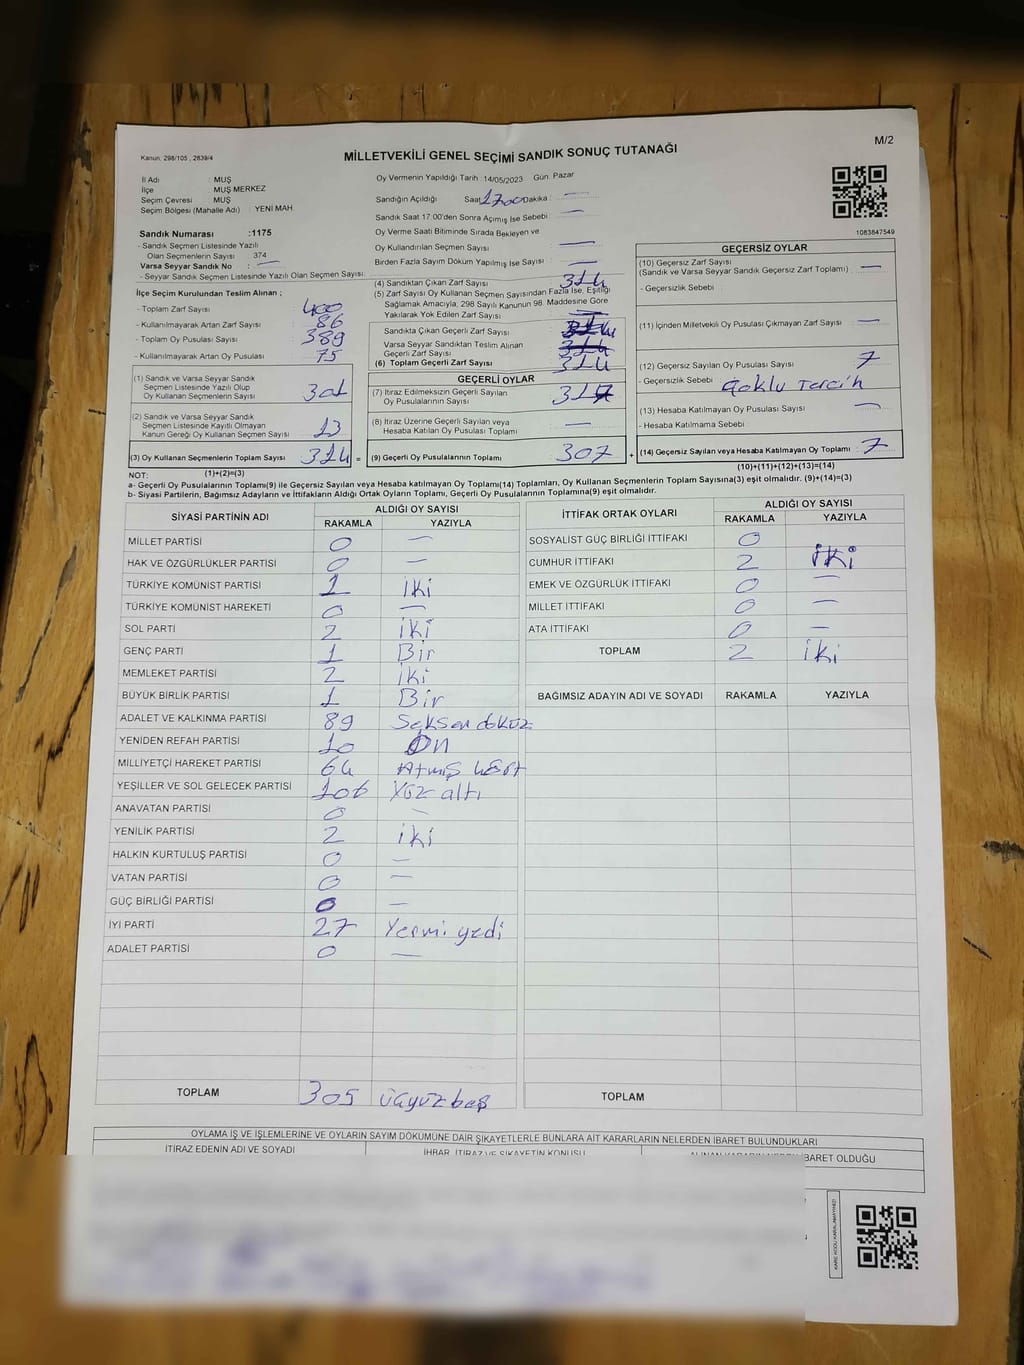 Kanun, 298/105 , 2839/4
MİLLETVEKİLİ GENEL SEÇİMİ SANDIK SONUÇ TUTANAĞI
M/2
İl Adı : MUŞ
İlçe : MUŞ MERKEZ
Seçim Çevresi : MUŞ
Seçim Bölgesi (Mahalle Adı) : YENİ MAH.
Sandık Numarası :1175
- Sandık Seçmen Listesinde Yazılı
Olan Seçmenlerin Sayısı 374
Varsa Seyyar Sandık No : —
- Seyyar Sandık Seçmen Listesinde Yazılı Olan Seçmen Sayısı:
Oy Vermenin Yapıldığı Tarih : 14/05/2023 Gün: Pazar
Sandığın Açıldığı Saat: 1700 Dakika : —
Sandık Saat 17:00'den Sonra Açımış İse Sebebi : —
Oy Verme Saati Bitiminde Sırada Bekleyen ve
Oy Kullandırılan Seçmen Sayısı : —
Birden Fazla Sayım Döküm Yapılmış İse Sayısı : —
1083847549
İlçe Seçim Kurulundan Teslim Alınan ;
- Toplam Zarf Sayısı : 400
- Kullanılmayarak Artan Zarf Sayısı : 86
- Toplam Oy Pusulası Sayısı : 389
- Kullanılmayarak Artan Oy Pusulası : 75
(1) Sandık ve Varsa Seyyar Sandık
Seçmen Listesinde Yazılı Olup
Oy Kullanan Seçmenlerin Sayısı : 301
(2) Sandık ve Varsa Seyyar Sandık
Seçmen Listesinde Kayıtlı Olmayan
Kanun Gereği Oy Kullanan Seçmen Sayısı : 13
(3) Oy Kullanan Seçmenlerin Toplam Sayısı : 314 =
(1)+(2)=(3)
(4) Sandıktan Çıkan Zarf Sayısı : 314
(5) Zarf Sayısı Oy Kullanan Seçmen Sayısından Fazla İse, Eşitliği
Sağlamak Amacıyla, 298 Sayılı Kanunun 98. Maddesine Göre
Yakılarak Yok Edilen Zarf Sayısı : —
Sandıkta Çıkan Geçerli Zarf Sayısı :
Varsa Seyyar Sandıktan Teslim Alınan
Geçerli Zarf Sayısı :
(6) Toplam Geçerli Zarf Sayısı : 314
GEÇERLİ OYLAR
(7) İtiraz Edilmeksizin Geçerli Sayılan
Oy Pusulalarının Sayısı :
(8) İtiraz Üzerine Geçerli Sayılan veya
Hesaba Katılan Oy Pusulası Toplamı : —
(9) Geçerli Oy Pusulalarının Toplamı : 307 +
GEÇERSİZ OYLAR
(10) Geçersiz Zarf Sayısı
(Sandık ve Varsa Seyyar Sandık Geçersiz Zarf Toplamı) : —
- Geçersizlik Sebebi :
(11) İçinden Milletvekili Oy Pusulası Çıkmayan Zarf Sayısı : —
(12) Geçersiz Sayılan Oy Pusulası Sayısı : 7
- Geçersizlik Sebebi : Çoklu Tercih
(13) Hesaba Katılmayan Oy Pusulası Sayısı : —
- Hesaba Katılmama Sebebi :
(14) Geçersiz Sayılan veya Hesaba Katılmayan Oy Toplamı : 7
(10)+(11)+(12)+(13)=(14)
NOT:
a- Geçerli Oy Pusulalarının Toplamı(9) ile Geçersiz Sayılan veya Hesaba katılmayan Oy Toplamı(14) Toplamları, Oy Kullanan Seçmenlerin Toplam Sayısına(3) eşit olmalıdır. (9)+(14)=(3)
b- Siyasi Partilerin, Bağımsız Adayların ve İttifakların Aldığı Ortak Oyların Toplamı, Geçerli Oy Pusulalarının Toplamına(9) eşit olmalıdır.
SİYASİ PARTİNİN ADI ALDIĞI OY SAYISI
RAKAMLA YAZIYLA
MİLLET PARTİSİ 0 —
HAK VE ÖZGÜRLÜKLER PARTİSİ 0 —
TÜRKİYE KOMÜNİST PARTİSİ 1 iki
TÜRKİYE KOMÜNİST HAREKETİ 0 —
SOL PARTİ 2 iki
GENÇ PARTİ 1 Bir
MEMLEKET PARTİSİ 2 iki
BÜYÜK BİRLİK PARTİSİ 1 Bir
ADALET VE KALKINMA PARTİSİ 89 Seksen dokuz
YENİDEN REFAH PARTİSİ 10 ON
MİLLİYETÇİ HAREKET PARTİSİ 64 Atmış dört
YEŞİLLER VE SOL GELECEK PARTİSİ 106 Yüz altı
ANAVATAN PARTİSİ 0 —
YENİLİK PARTİSİ 2 iki
HALKIN KURTULUŞ PARTİSİ 0 —
VATAN PARTİSİ 0 —
GÜÇ BİRLİĞİ PARTİSİ 0 —
İYİ PARTİ 27 Yermi yedi
ADALET PARTİSİ 0 —
TOPLAM 305 üçyüz beş
İTTİFAK ORTAK OYLARI ALDIĞI OY SAYISI
RAKAMLA YAZIYLA
SOSYALİST GÜÇ BİRLİĞİ İTTİFAKI 0
CUMHUR İTTİFAKI 2 iki
EMEK VE ÖZGÜRLÜK İTTİFAKI 0 —
MİLLET İTTİFAKI 0 —
ATA İTTİFAKI 0 —
TOPLAM 2 iki
BAĞIMSIZ ADAYIN ADI VE SOYADI RAKAMLA YAZIYLA
TOPLAM
OYLAMA İŞ VE İŞLEMLERİNE VE OYLARIN SAYIM DÖKÜMÜNE DAİR ŞİKAYETLERLE BUNLARA AİT KARARLARIN NELERDEN İBARET BULUNDUKLARI
İTİRAZ EDENİN ADI VE SOYADI İHBAR, İTİRAZ VE ŞİKAYETİN KONUSU ALINAN KARARIN NEDEN İBARET OLDUĞU